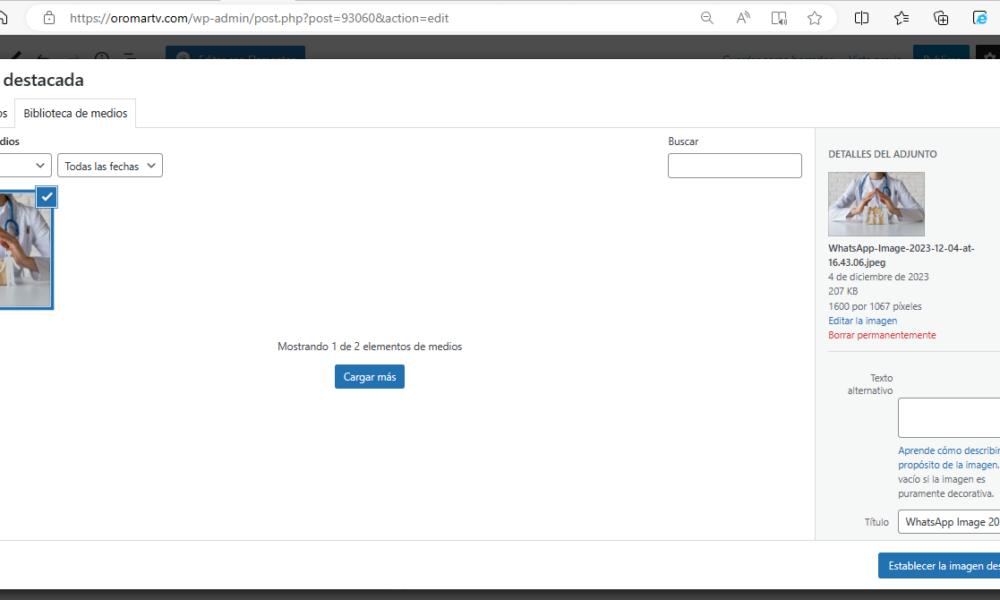 https://oromartv.com/wp-admin/post.php?post=93060&action=edit
destacada
os
Biblioteca de medios
dios
Todas las fechas
Buscar
Mostrando 1 de 2 elementos de medios
Cargar más
DETALLES DEL ADJUNTO
WhatsApp-Image-2023-12-04-at-
16.43.06.jpeg
4 de diciembre de 2023
207 KB
1600 por 1067 píxeles
Editar la imagen
Borrar permanentemente
Texto
alternativo
Aprende cómo describir
propósito de la imagen.
vacío si la imagen es
puramente decorativa.
Título
WhatsApp Image 20
Establecer la imagen des